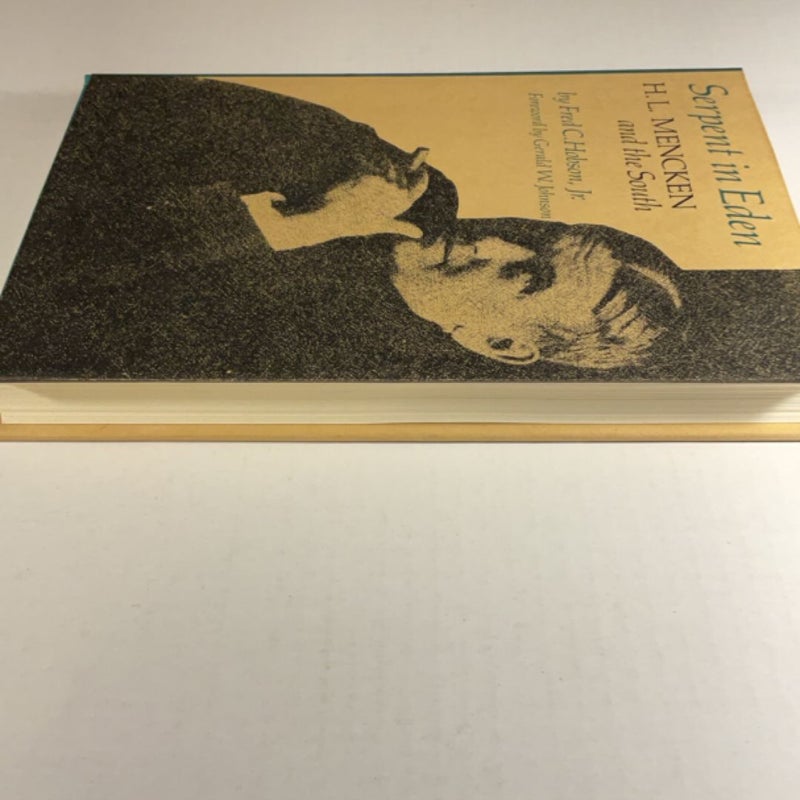 Serpent in Eden
H. L. MENCKEN
and the South
by Fred C. Hobson, Jr.
Foreword by Gerald W. Johnson